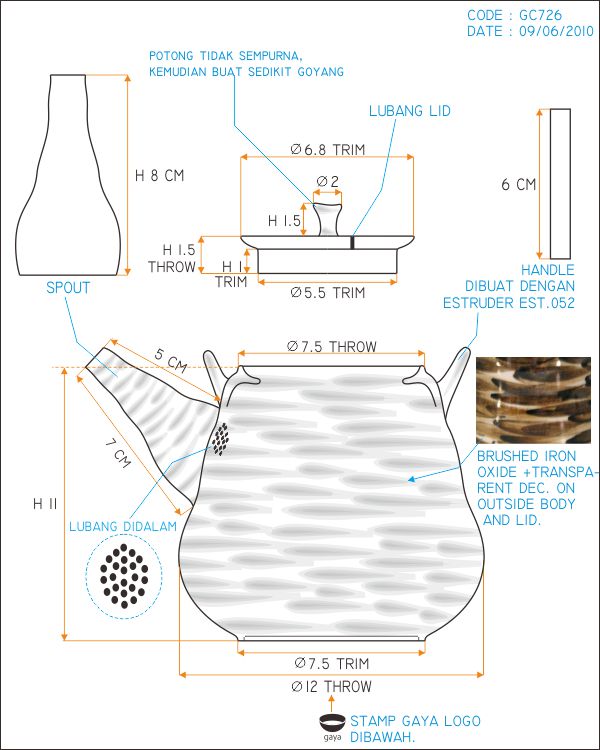 CODE : GC726
DATE : 09/06/2010
POTONG TIDAK SEMPURNA,
KEMUDIAN BUAT SEDIKIT GOYANG
LUBANG LID
Ø6.8 TRIM
Ø2
H 8 CM
H 1.5
6 CM
H 1.5
THROW
H 1
TRIM
Ø5.5 TRIM
SPOUT
HANDLE
DIBUAT DENGAN
ESTRUDER EST.052
5 CM
Ø7.5 THROW
7 CM
BRUSHED IRON
OXIDE +TRANSPA-
RENT DEC. ON
OUTSIDE BODY
AND LID.
H 11
LUBANG DIDALAM
Ø7.5 TRIM
Ø12 THROW
STAMP GAYA LOGO
DIBAWAH.
gaya